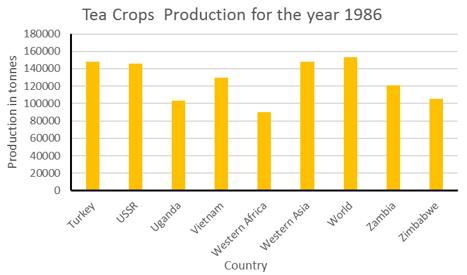 Tea Crops  Production for the year 1986
Production in tonnes
180000
160000
140000
120000
100000
80000
60000
40000
20000
0
Turkey
USSR
Uganda
Vietnam
Western Africa
Western Asia
World
Zambia
Zimbabwe
Country